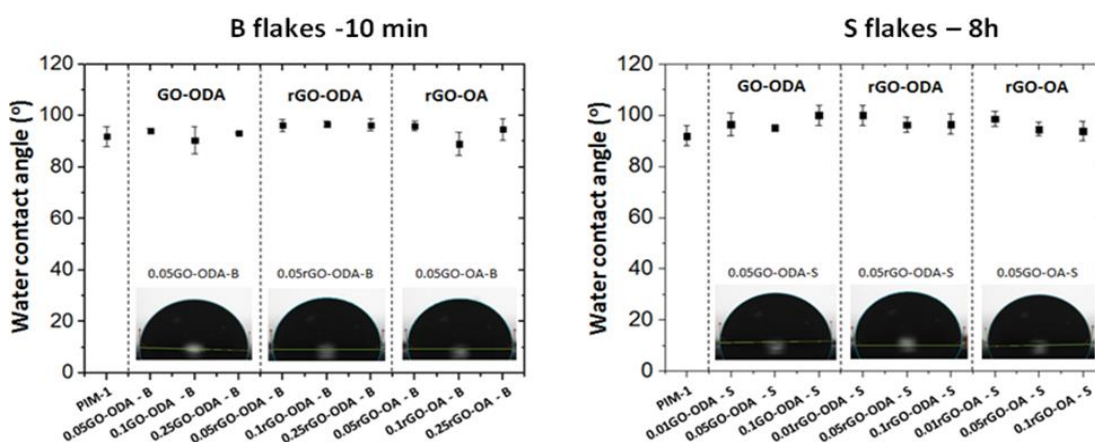 B flakes -10 min
Water contact angle (º)
120
100
80
60
40
20
0
GO-ODA
rGO-ODA
rGO-OA
0.05GO-ODA-B
0.05rGO-ODA-B
0.05GO-OA-B
PIM-1
0.05GO-ODA - B
0.1GO-ODA - B
0.25GO-ODA - B
0.05rGO-ODA - B
0.1rGO-ODA - B
0.25rGO-ODA - B
0.05rGO-OA - B
0.1rGO-OA - B
0.25rGO-OA - B
S flakes – 8h
Water contact angle (º)
120
100
80
60
40
20
0
GO-ODA
rGO-ODA
rGO-OA
0.05GO-ODA-S
0.05rGO-ODA-S
0.05GO-OA-S
PIM-1
0.01GO-ODA - S
0.05GO-ODA - S
0.1GO-ODA - S
0.01rGO-ODA - S
0.05rGO-ODA - S
0.1rGO-ODA - S
0.01rGO-OA - S
0.05rGO-OA - S
0.1rGO-OA - S